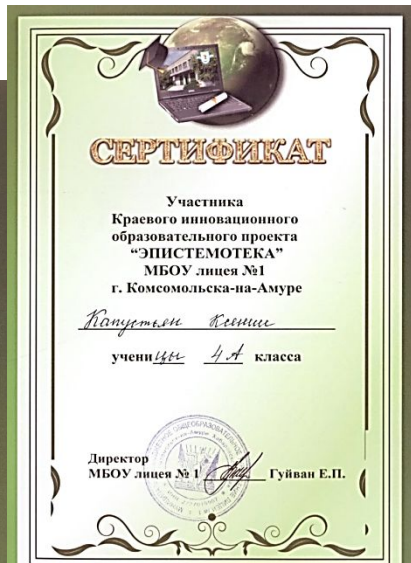 СЕРТИФИКАТ
Участника
Краевого инновационного
образовательного проекта
“ЭПИСТЕМОТЕКА”
МБОУ лицея №1
г. Комсомольска-на-Амуре
Капустьян Ксении
ученицы 4А класса
Директор
МБОУ лицея № 1 Гуйван Е.П.